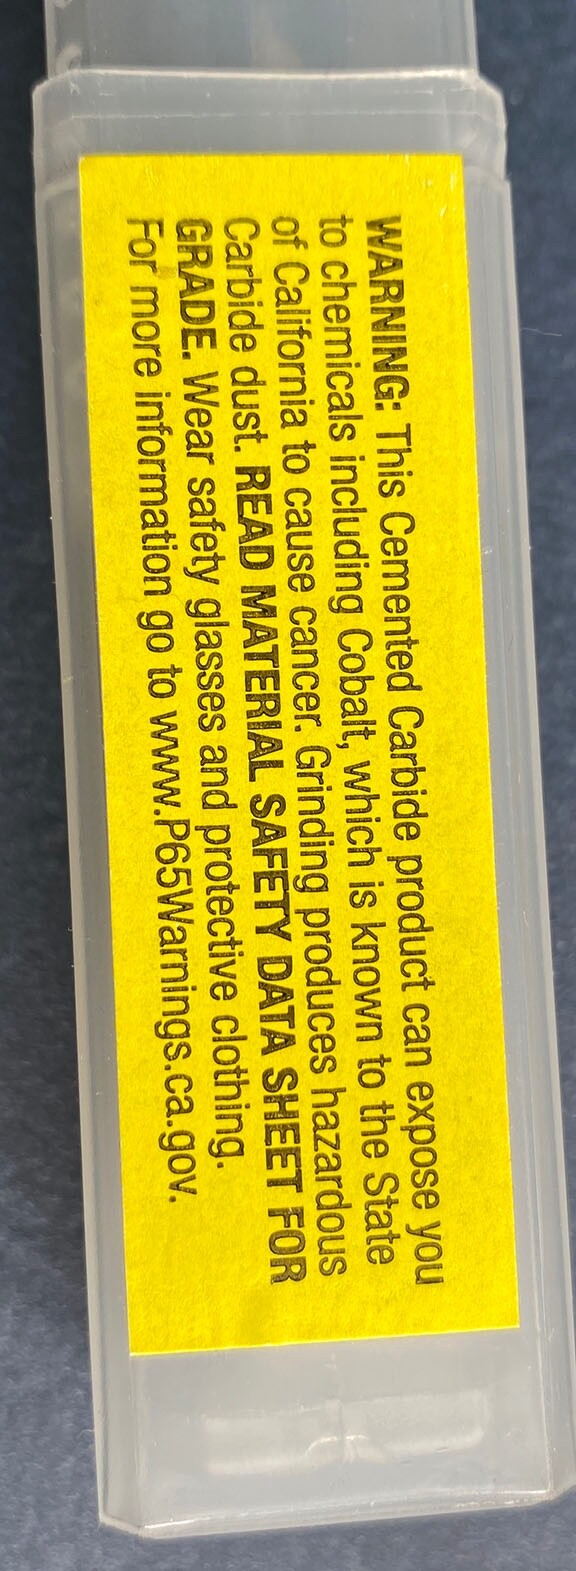 WARNING: This Cemented Carbide product can expose you
to chemicals including Cobalt, which is known to the State
of California to cause cancer. Grinding produces hazardous
Carbide dust. READ MATERIAL SAFETY DATA SHEET FOR
GRADE. Wear safety glasses and protective clothing.
For more information go to www.P65Warnings.ca.gov.